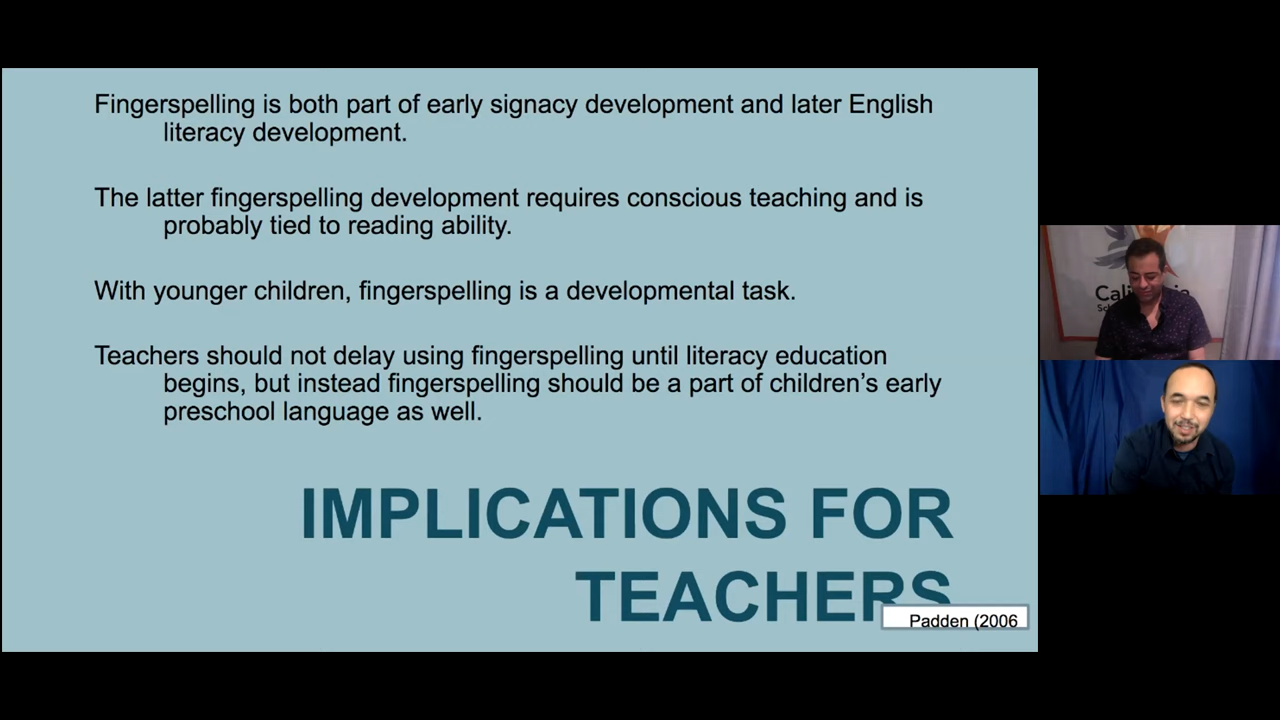 Fingerspelling is both part of early signacy development and later English
literacy development.
The latter fingerspelling development requires conscious teaching and is
probably tied to reading ability.
With younger children, fingerspelling is a developmental task.
Teachers should not delay using fingerspelling until literacy education
begins, but instead fingerspelling should be a part of children’s early
preschool language as well.
IMPLICATIONS FOR
TEACHERS
Padden (2006